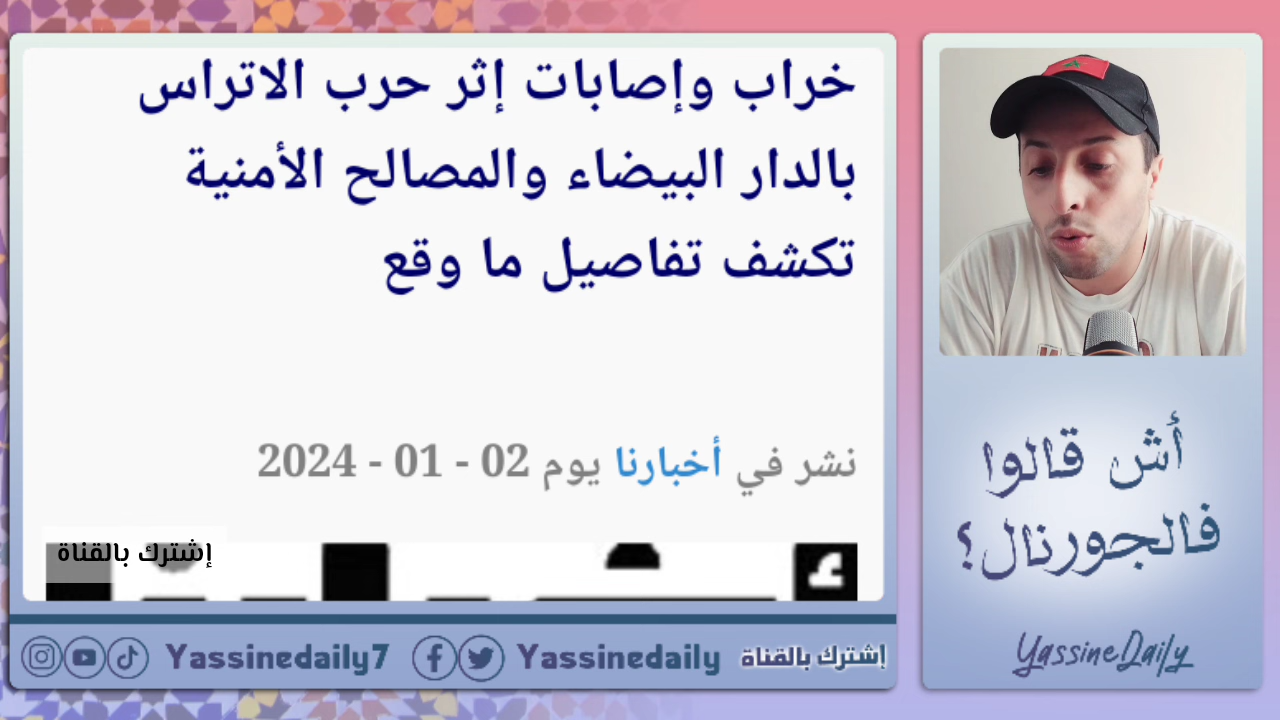 خراب وإصابات إثر حرب الاتراس
بالدار البيضاء والمصالح الأمنية
تكشف تفاصيل ما وقع
نشر في أخبارنا يوم 02 - 01 - 2024
إشترك بالقناة
Yassinedaily7 Yassinedaily إشترك بالقناة
أش قالوا
فالجورنال؟
YassineDaily